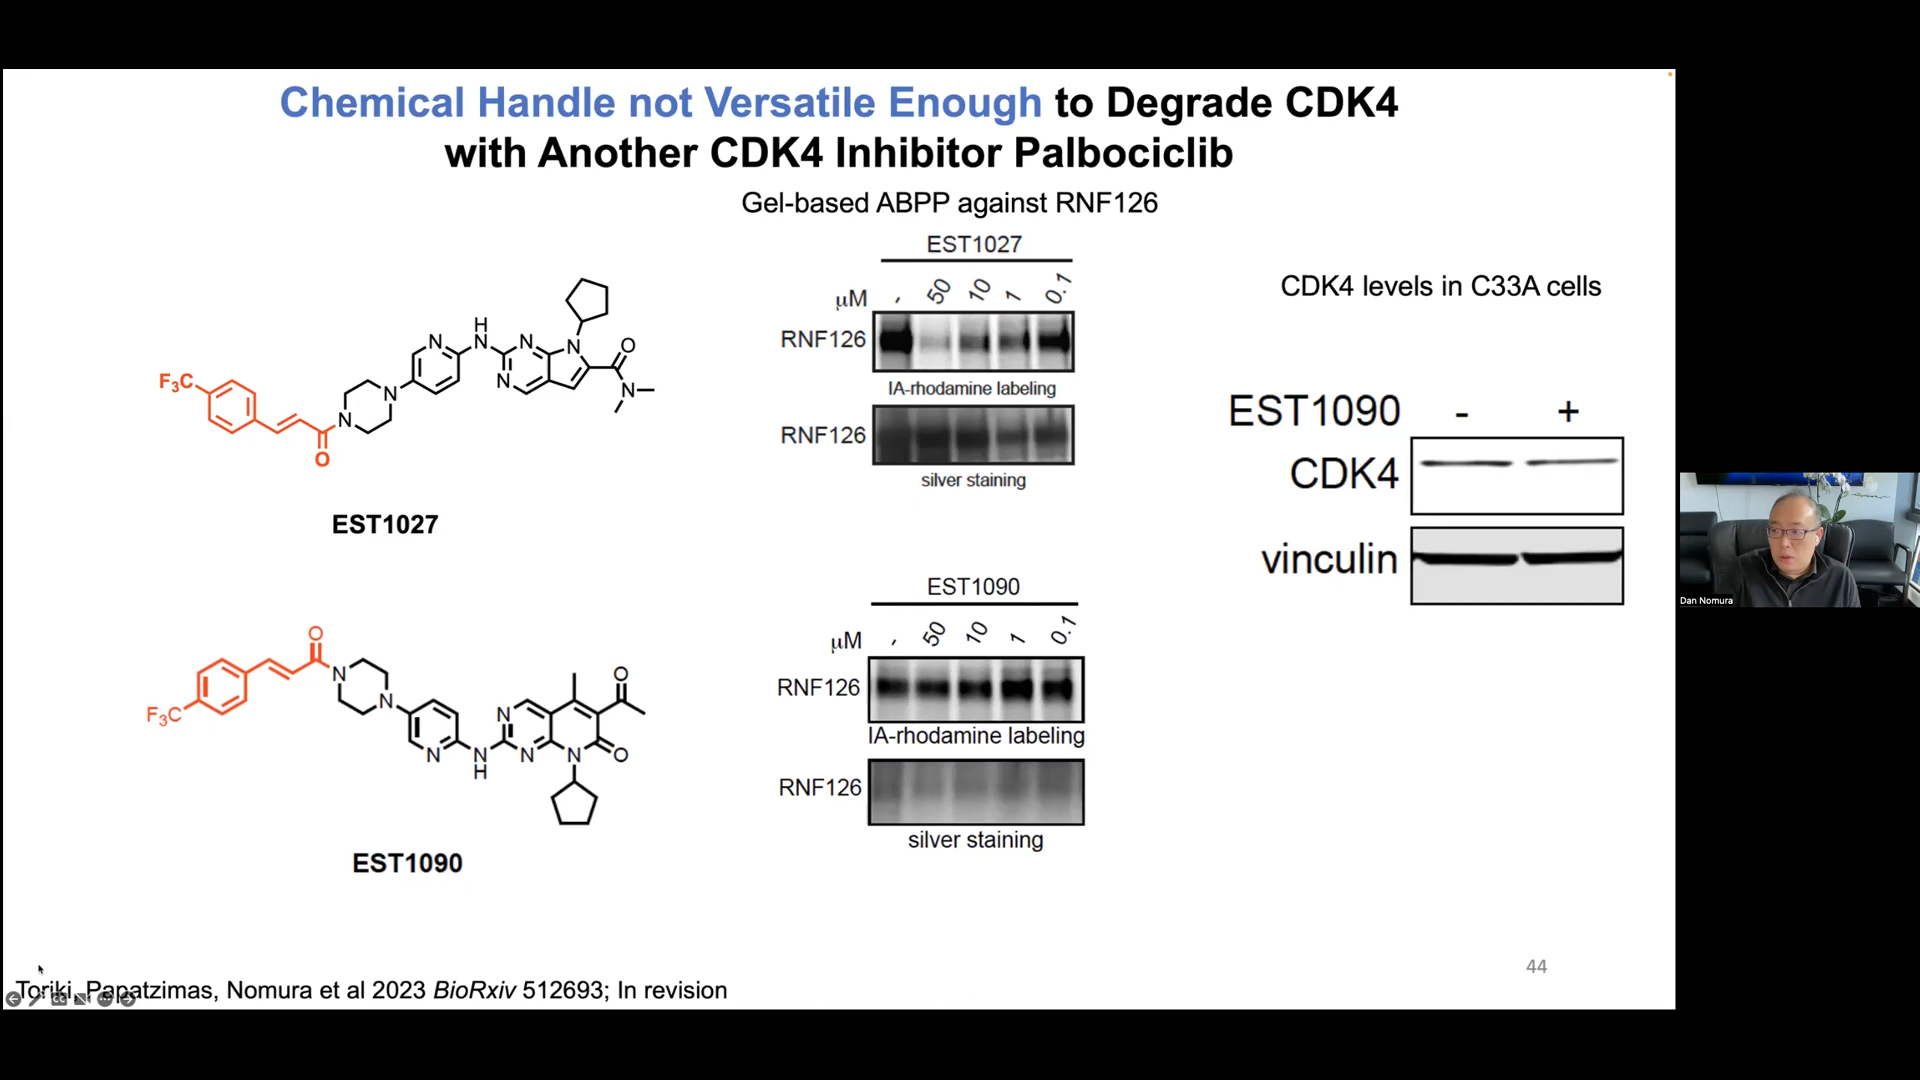 Chemical Handle not Versatile Enough to Degrade CDK4
with Another CDK4 Inhibitor Palbociclib
Gel-based ABPP against RNF126
EST1027
μM - 50 10 1 0.1
RNF126
IA-rhodamine labeling
RNF126
silver staining
F3C
O
N
N
N
H
N
N
N
N
O
N
EST1027
CDK4 levels in C33A cells
EST1090 - +
CDK4
vinculin
Dan Nomura
EST1090
μM - 50 10 1 0.1
RNF126
IA-rhodamine labeling
RNF126
silver staining
O
F3C
N
N
N
N
H
N
N
N
O
O
EST1090
44
Toriki, Papatzimas, Nomura et al 2023 BioRxiv 512693; In revision